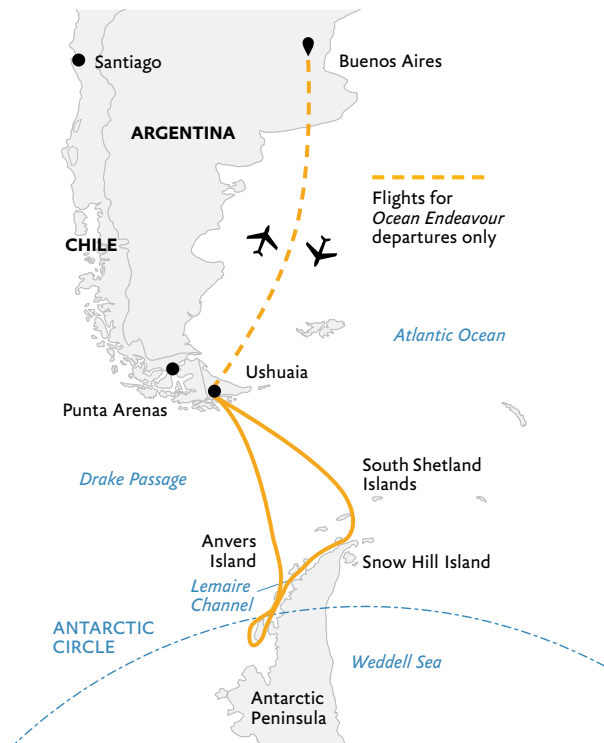 Santiago
Buenos Aires
ARGENTINA
Flights for
Ocean Endeavour
departures only
CHILE
Atlantic Ocean
Ushuaia
Punta Arenas
South Shetland
Islands
Drake Passage
Anvers
Island
Snow Hill Island
Lemaire
Channel
ANTARCTIC
CIRCLE
Weddell Sea
Antarctic
Peninsula